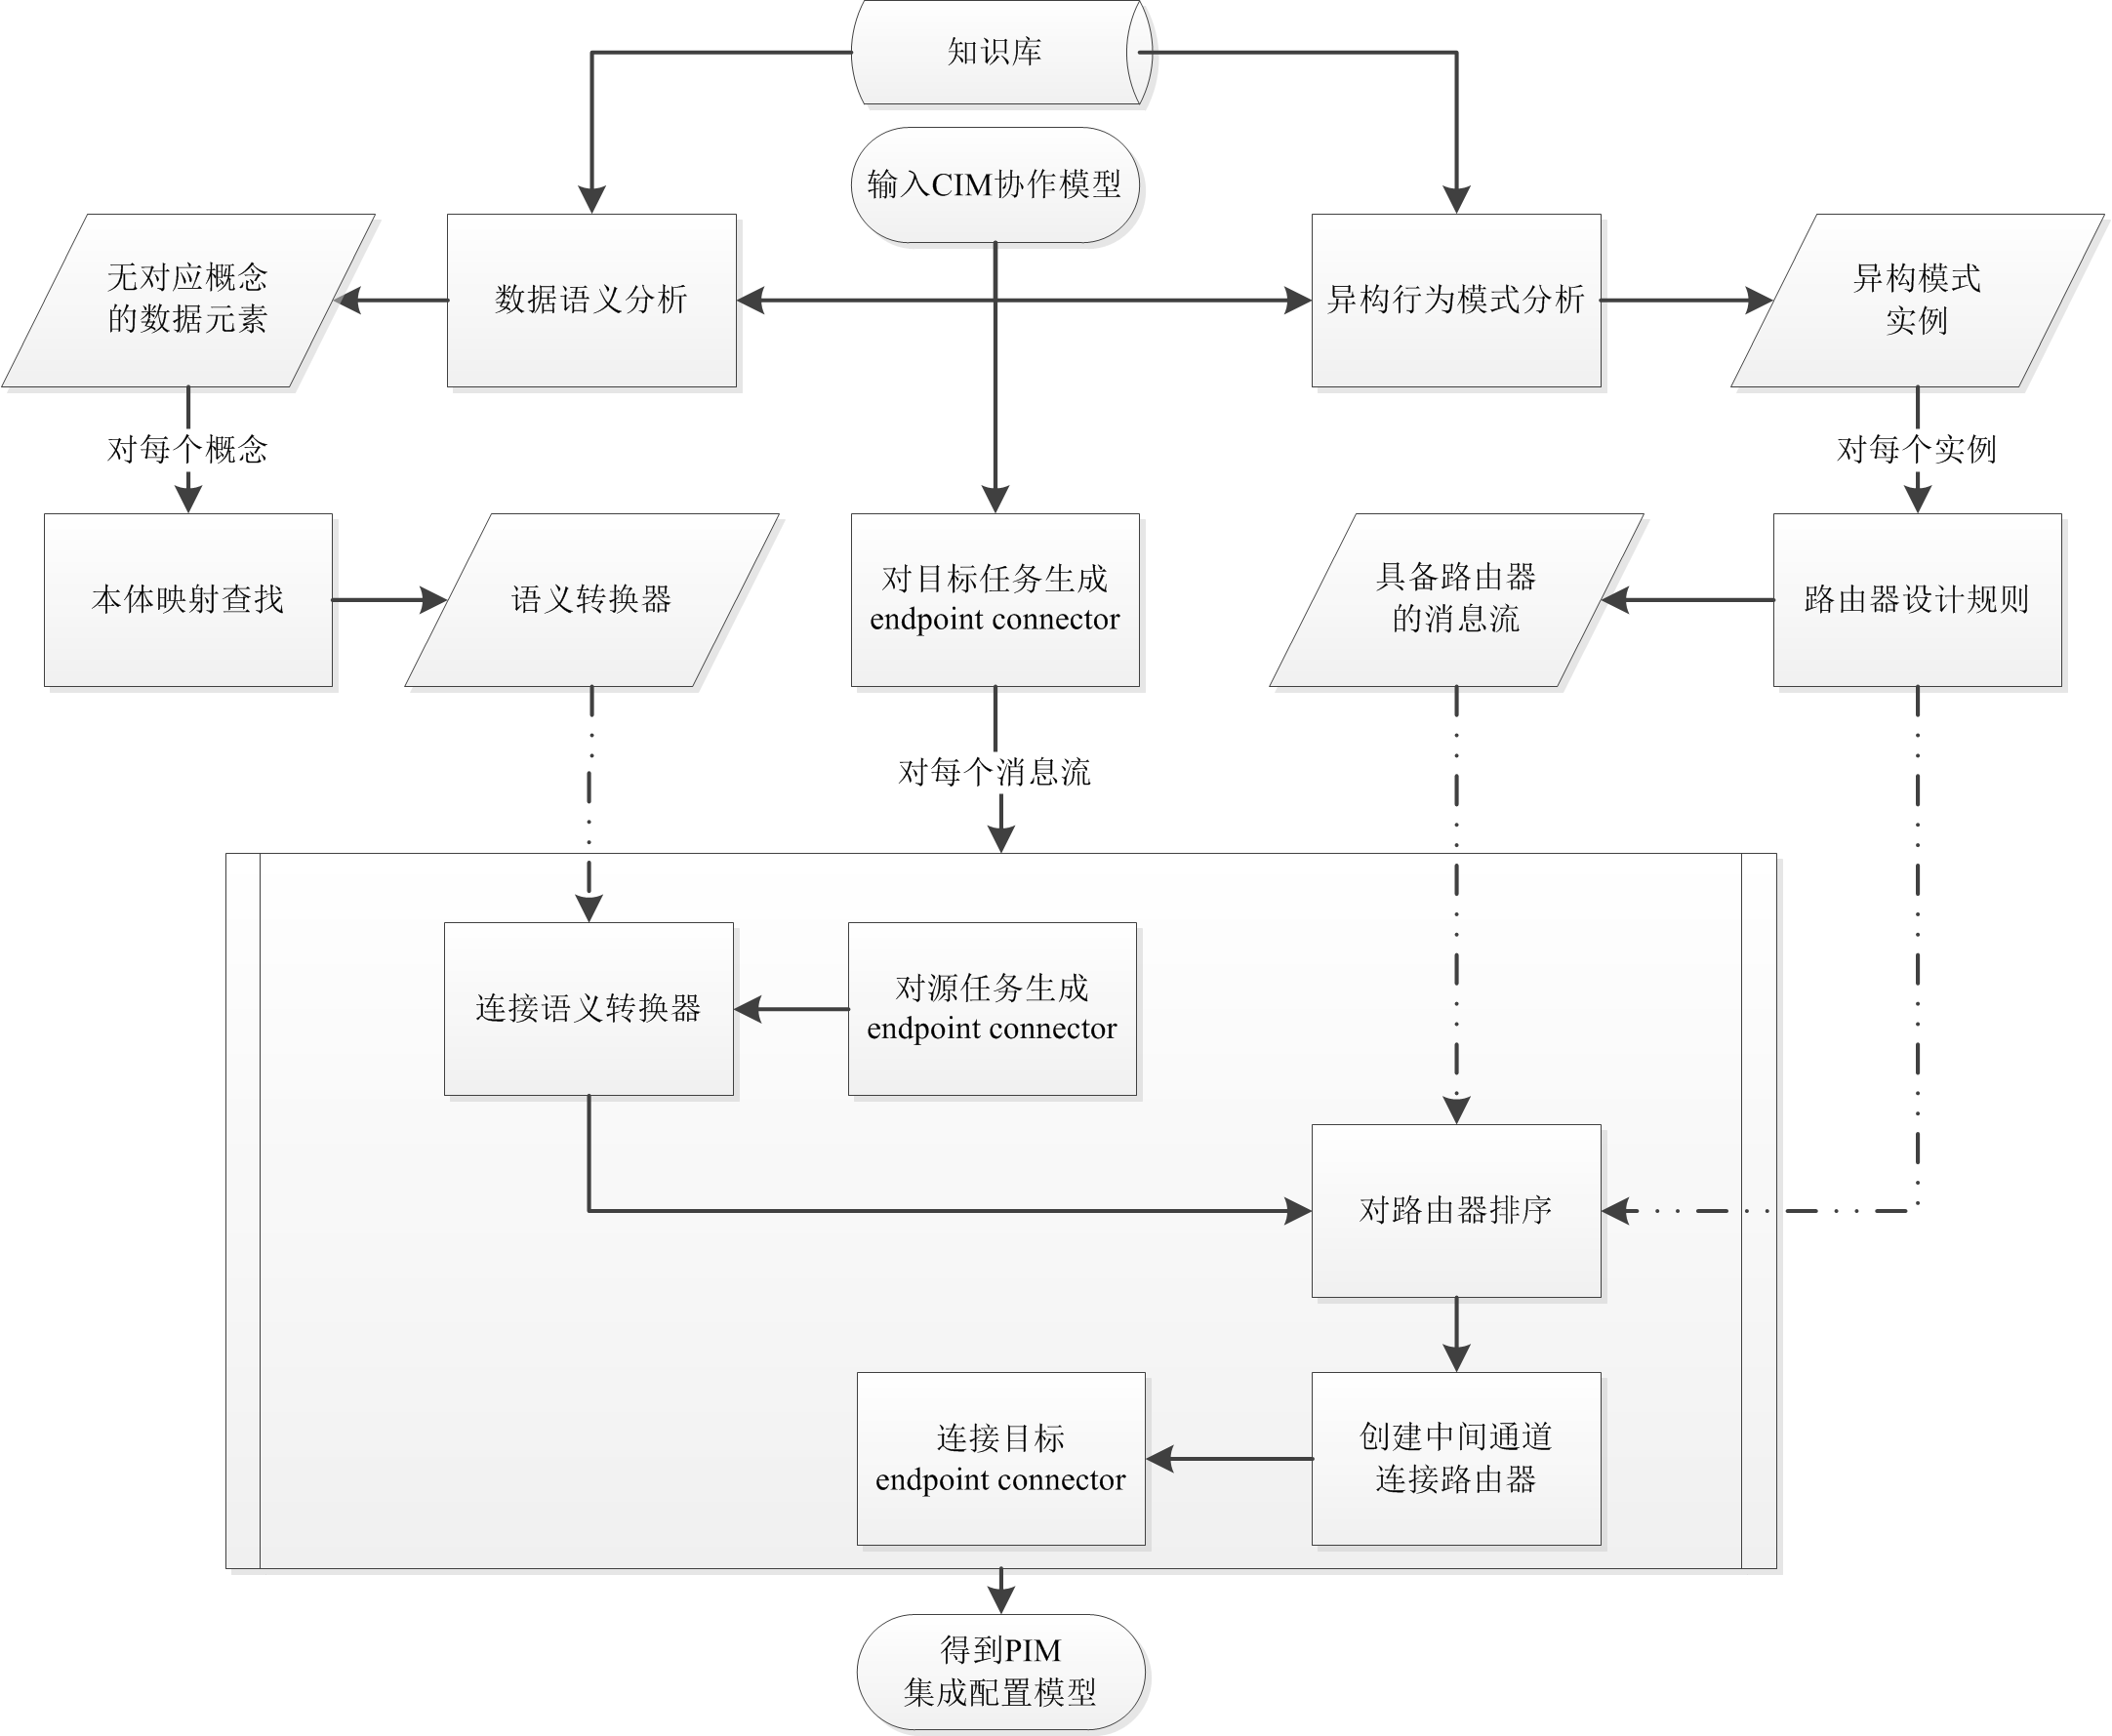 知识库
输入CIM协作模型
无对应概念
的数据元素
数据语义分析
异构行为模式分析
异构模式
实例
对每个概念
对每个实例
本体映射查找
语义转换器
对目标任务生成
endpoint connector
具备路由器
的消息流
路由器设计规则
对每个消息流
连接语义转换器
对源任务生成
endpoint connector
对路由器排序
连接目标
endpoint connector
创建中间通道
连接路由器
得到PIM
集成配置模型